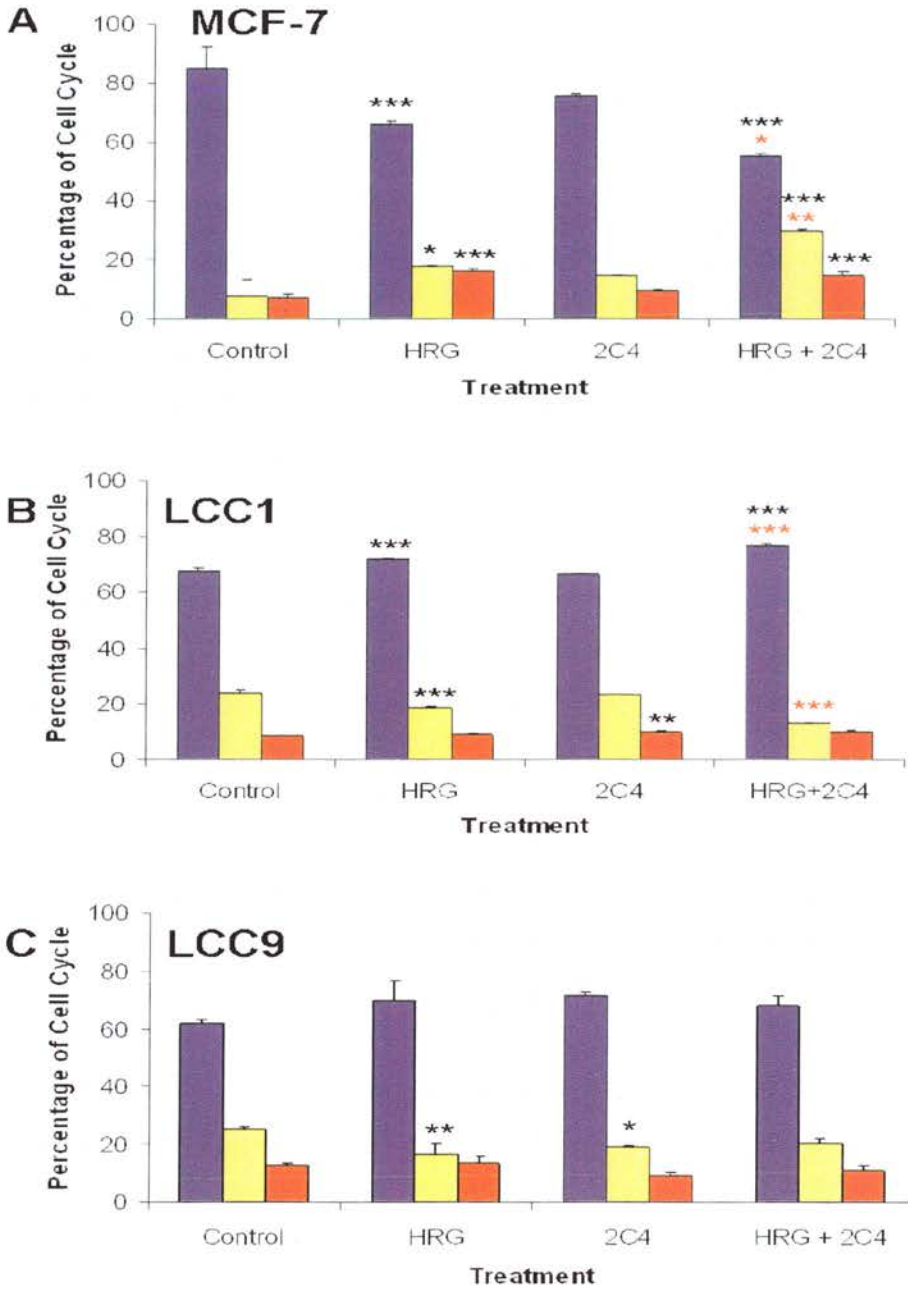 A MCF-7
Percentage of Cell Cycle
80
60
40
20
0
***
*
***
***
*
***
**
***
Control HRG 2C4 HRG + 2C4
Treatment
B LCC1
Percentage of Cell Cycle
100
80
60
40
20
0
***
***
**
***
***
***
Control HRG 2C4 HRG+2C4
Treatment
C LCC9
Percentage of Cell Cycle
100
80
60
40
20
0
**
*
Control HRG 2C4 HRG + 2C4
Treatment